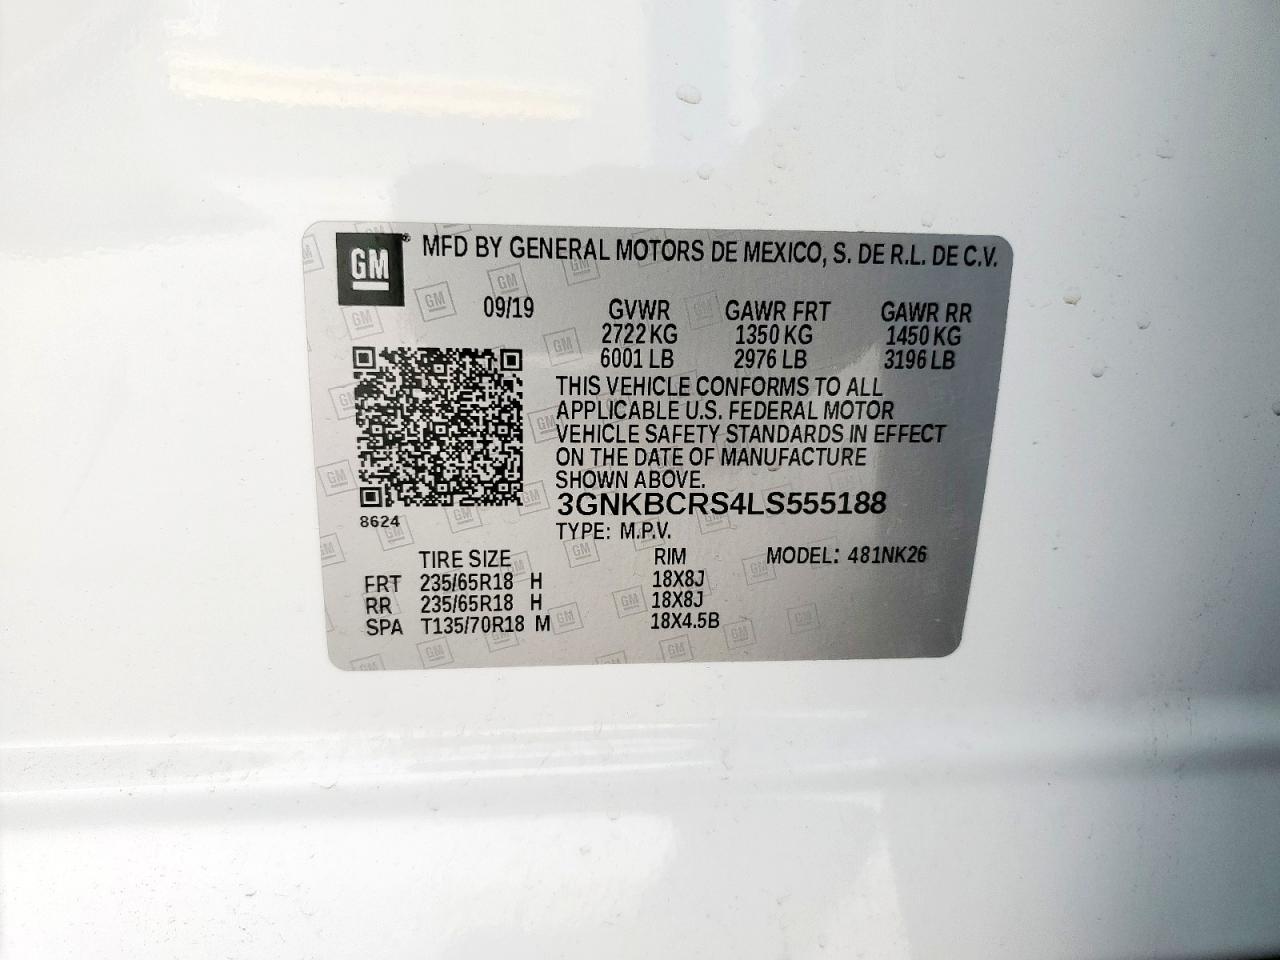 GM ® MFD BY GENERAL MOTORS DE MEXICO, S. DE R.L. DE C.V.
09/19 GVWR GAWR FRT GAWR RR
2722 KG 1350 KG 1450 KG
6001 LB 2976 LB 3196 LB
THIS VEHICLE CONFORMS TO ALL
APPLICABLE U.S. FEDERAL MOTOR
VEHICLE SAFETY STANDARDS IN EFFECT
ON THE DATE OF MANUFACTURE
SHOWN ABOVE.
3GNKBCRS4LS555188
8624
TYPE: M.P.V.
TIRE SIZE RIM MODEL: 481NK26
FRT 235/65R18 H 18X8J
RR 235/65R18 H 18X8J
SPA T135/70R18 M 18X4.5B